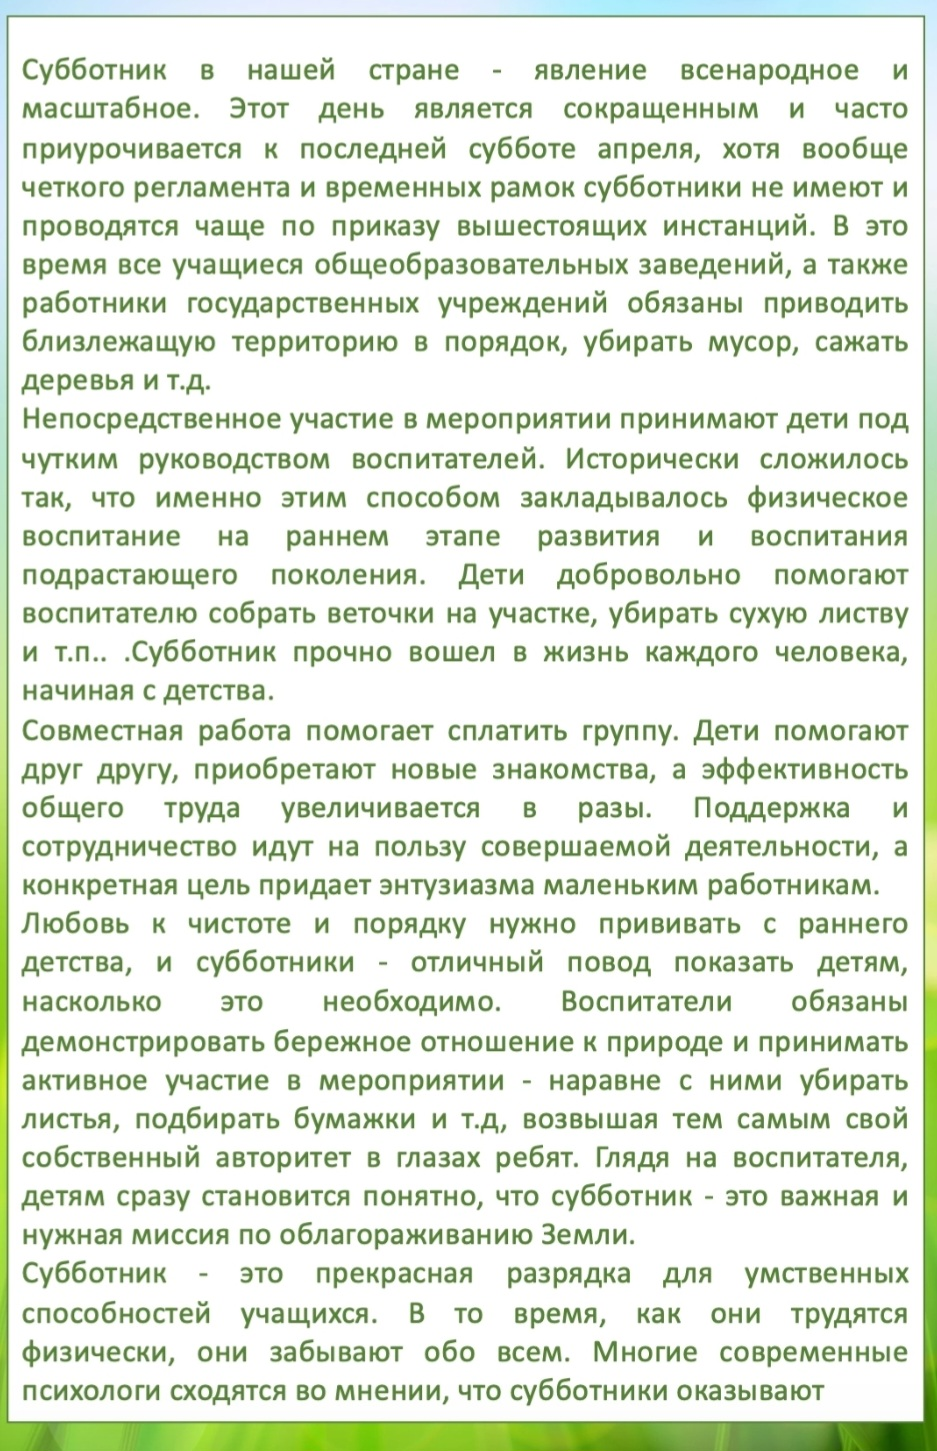 Субботник в нашей стране - явление всенародное и
масштабное. Этот день является сокращенным и часто
приурочивается к последней субботе апреля, хотя вообще
четкого регламента и временных рамок субботники не имеют и
проводятся чаще по приказу вышестоящих инстанций. В это
время все учащиеся общеобразовательных заведений, а также
работники государственных учреждений обязаны приводить
близлежащую территорию в порядок, убирать мусор, сажать
деревья и т.д.
Непосредственное участие в мероприятии принимают дети под
чутким руководством воспитателей. Исторически сложилось
так, что именно этим способом закладывалось физическое
воспитание на раннем этапе развития и воспитания
подрастающего поколения. Дети добровольно помогают
воспитателю собрать веточки на участке, убирать сухую листву
и т.п.. .Субботник прочно вошел в жизнь каждого человека,
начиная с детства.
Совместная работа помогает сплатить группу. Дети помогают
друг другу, приобретают новые знакомства, а эффективность
общего труда увеличивается в разы. Поддержка и
сотрудничество идут на пользу совершаемой деятельности, а
конкретная цель придает энтузиазма маленьким работникам.
Любовь к чистоте и порядку нужно прививать с раннего
детства, и субботники - отличный повод показать детям,
насколько это необходимо. Воспитатели обязаны
демонстрировать бережное отношение к природе и принимать
активное участие в мероприятии - наравне с ними убирать
листья, подбирать бумажки и т.д, возвышая тем самым свой
собственный авторитет в глазах ребят. Глядя на воспитателя,
детям сразу становится понятно, что субботник - это важная и
нужная миссия по облагораживанию Земли.
Субботник - это прекрасная разрядка для умственных
способностей учащихся. В то время, как они трудятся
физически, они забывают обо всем. Многие современные
психологи сходятся во мнении, что субботники оказывают